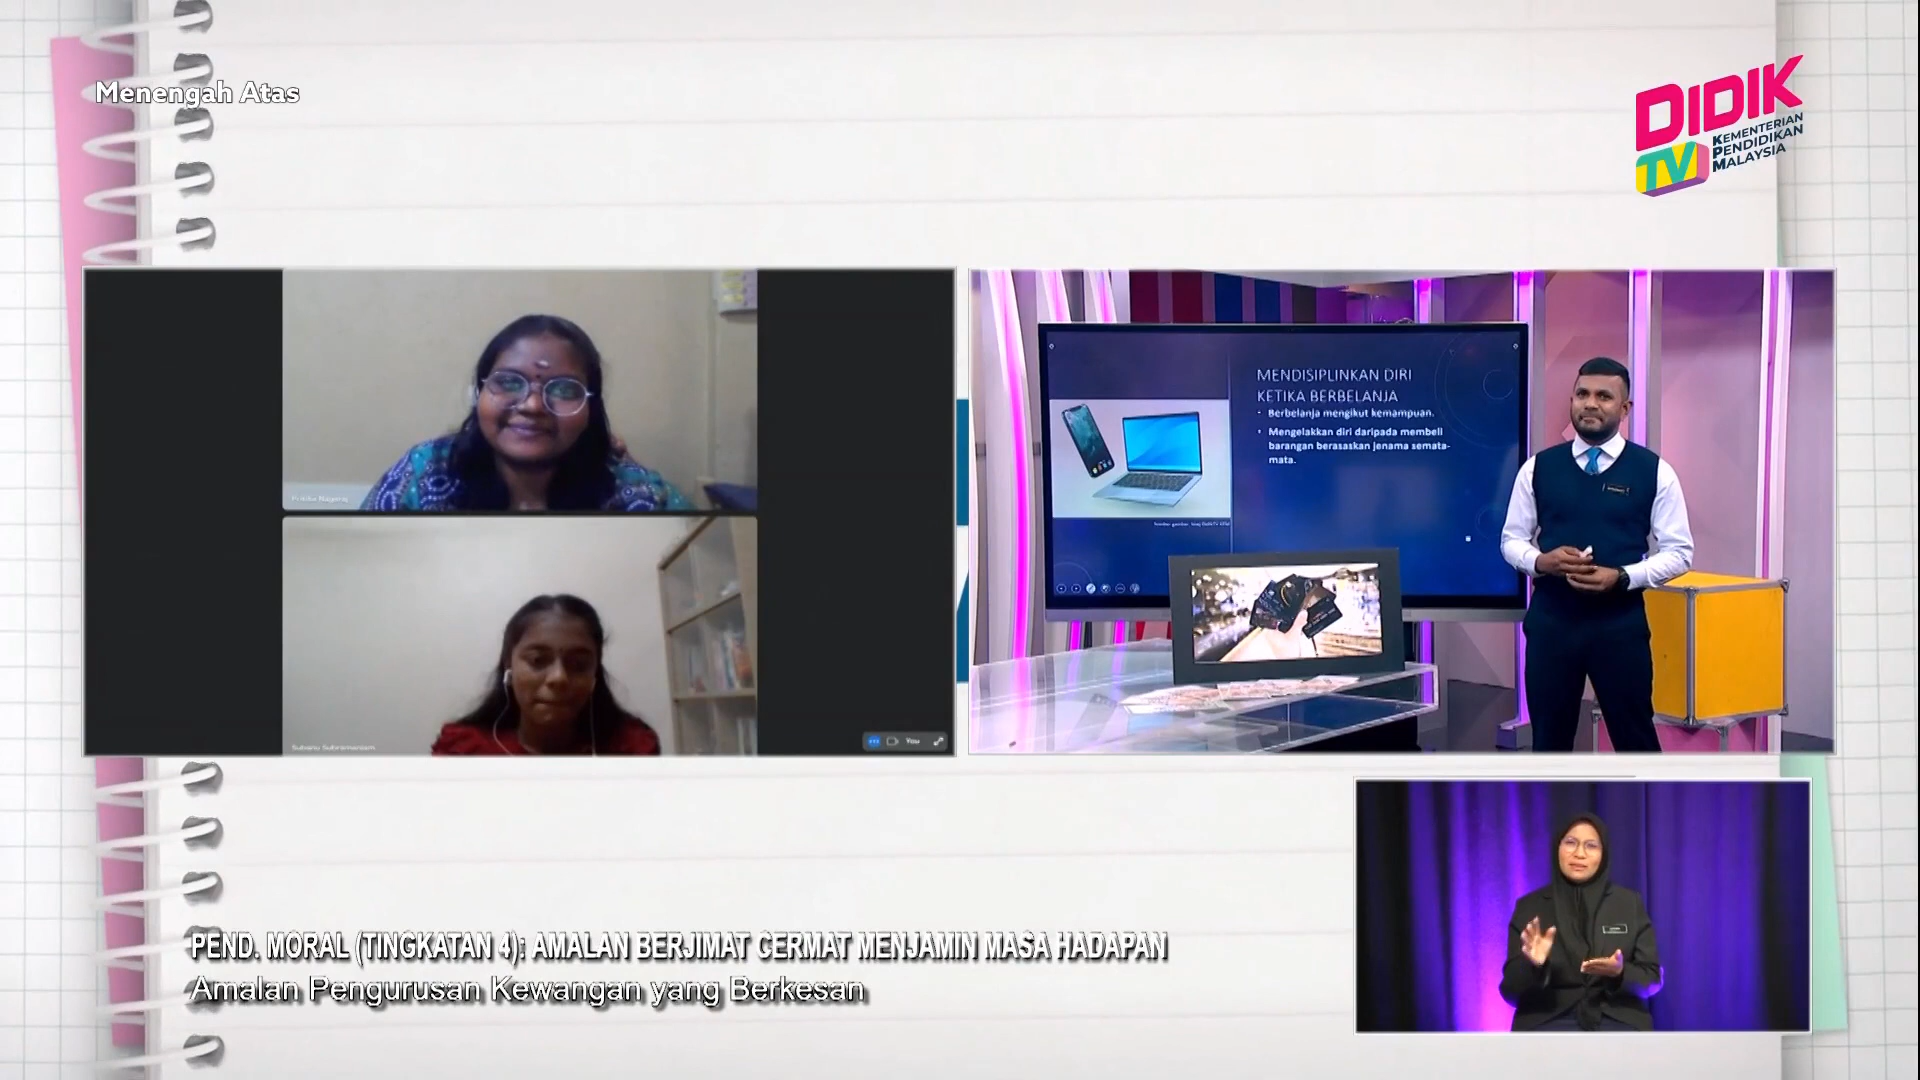 Menengah Atas
DIDIK
TV
KEMENTERIAN
PENDIDIKAN
MALAYSIA
MENDISIPLINKAN DIRI
KETIKA BERBELANJA
• Berbelanja mengikut kemampuan.
• Mengelakkan diri daripada membeli
barangan berasaskan jenama semata-
mata.
You
PEND. MORAL (TINGKATAN 4): AMALAN BERJIMAT CERMAT MENJAMIN MASA HADAPAN
Amalan Pengurusan Kewangan yang Berkesan